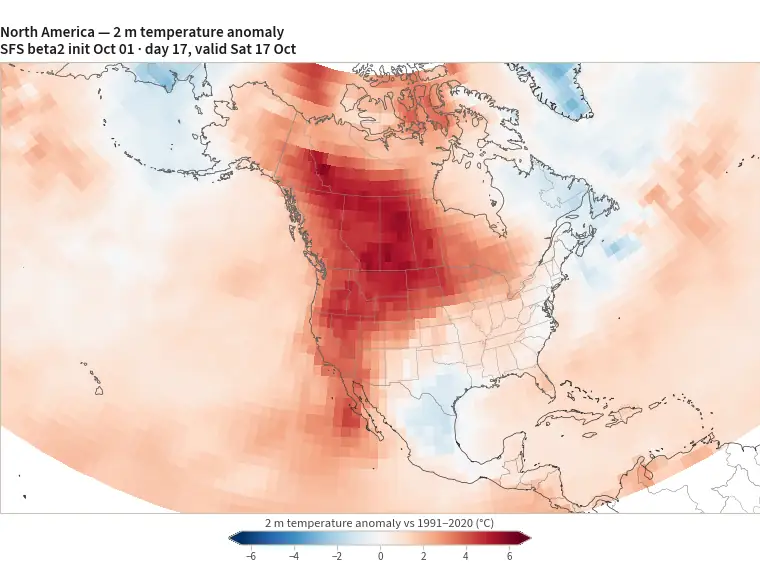 North America — 2 m temperature anomaly
SFS beta2 init Oct 01 · day 17, valid Sat 17 Oct
2 m temperature anomaly vs 1991–2020 (°C)
−6 −4 −2 0 2 4 6